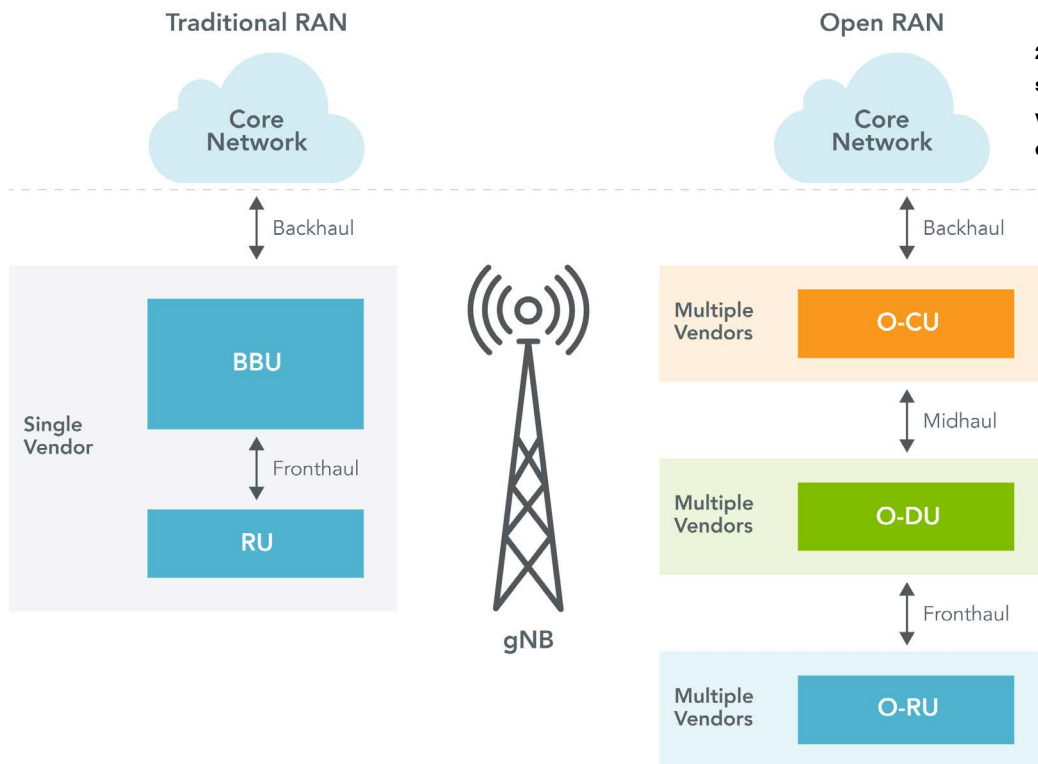 Traditional RAN
Core
Network
Backhaul
Single
Vendor
BBU
Fronthaul
RU
gNB
Open RAN
Core
Network
Backhaul
Multiple
Vendors
O-CU
Midhaul
Multiple
Vendors
O-DU
Fronthaul
Multiple
Vendors
O-RU